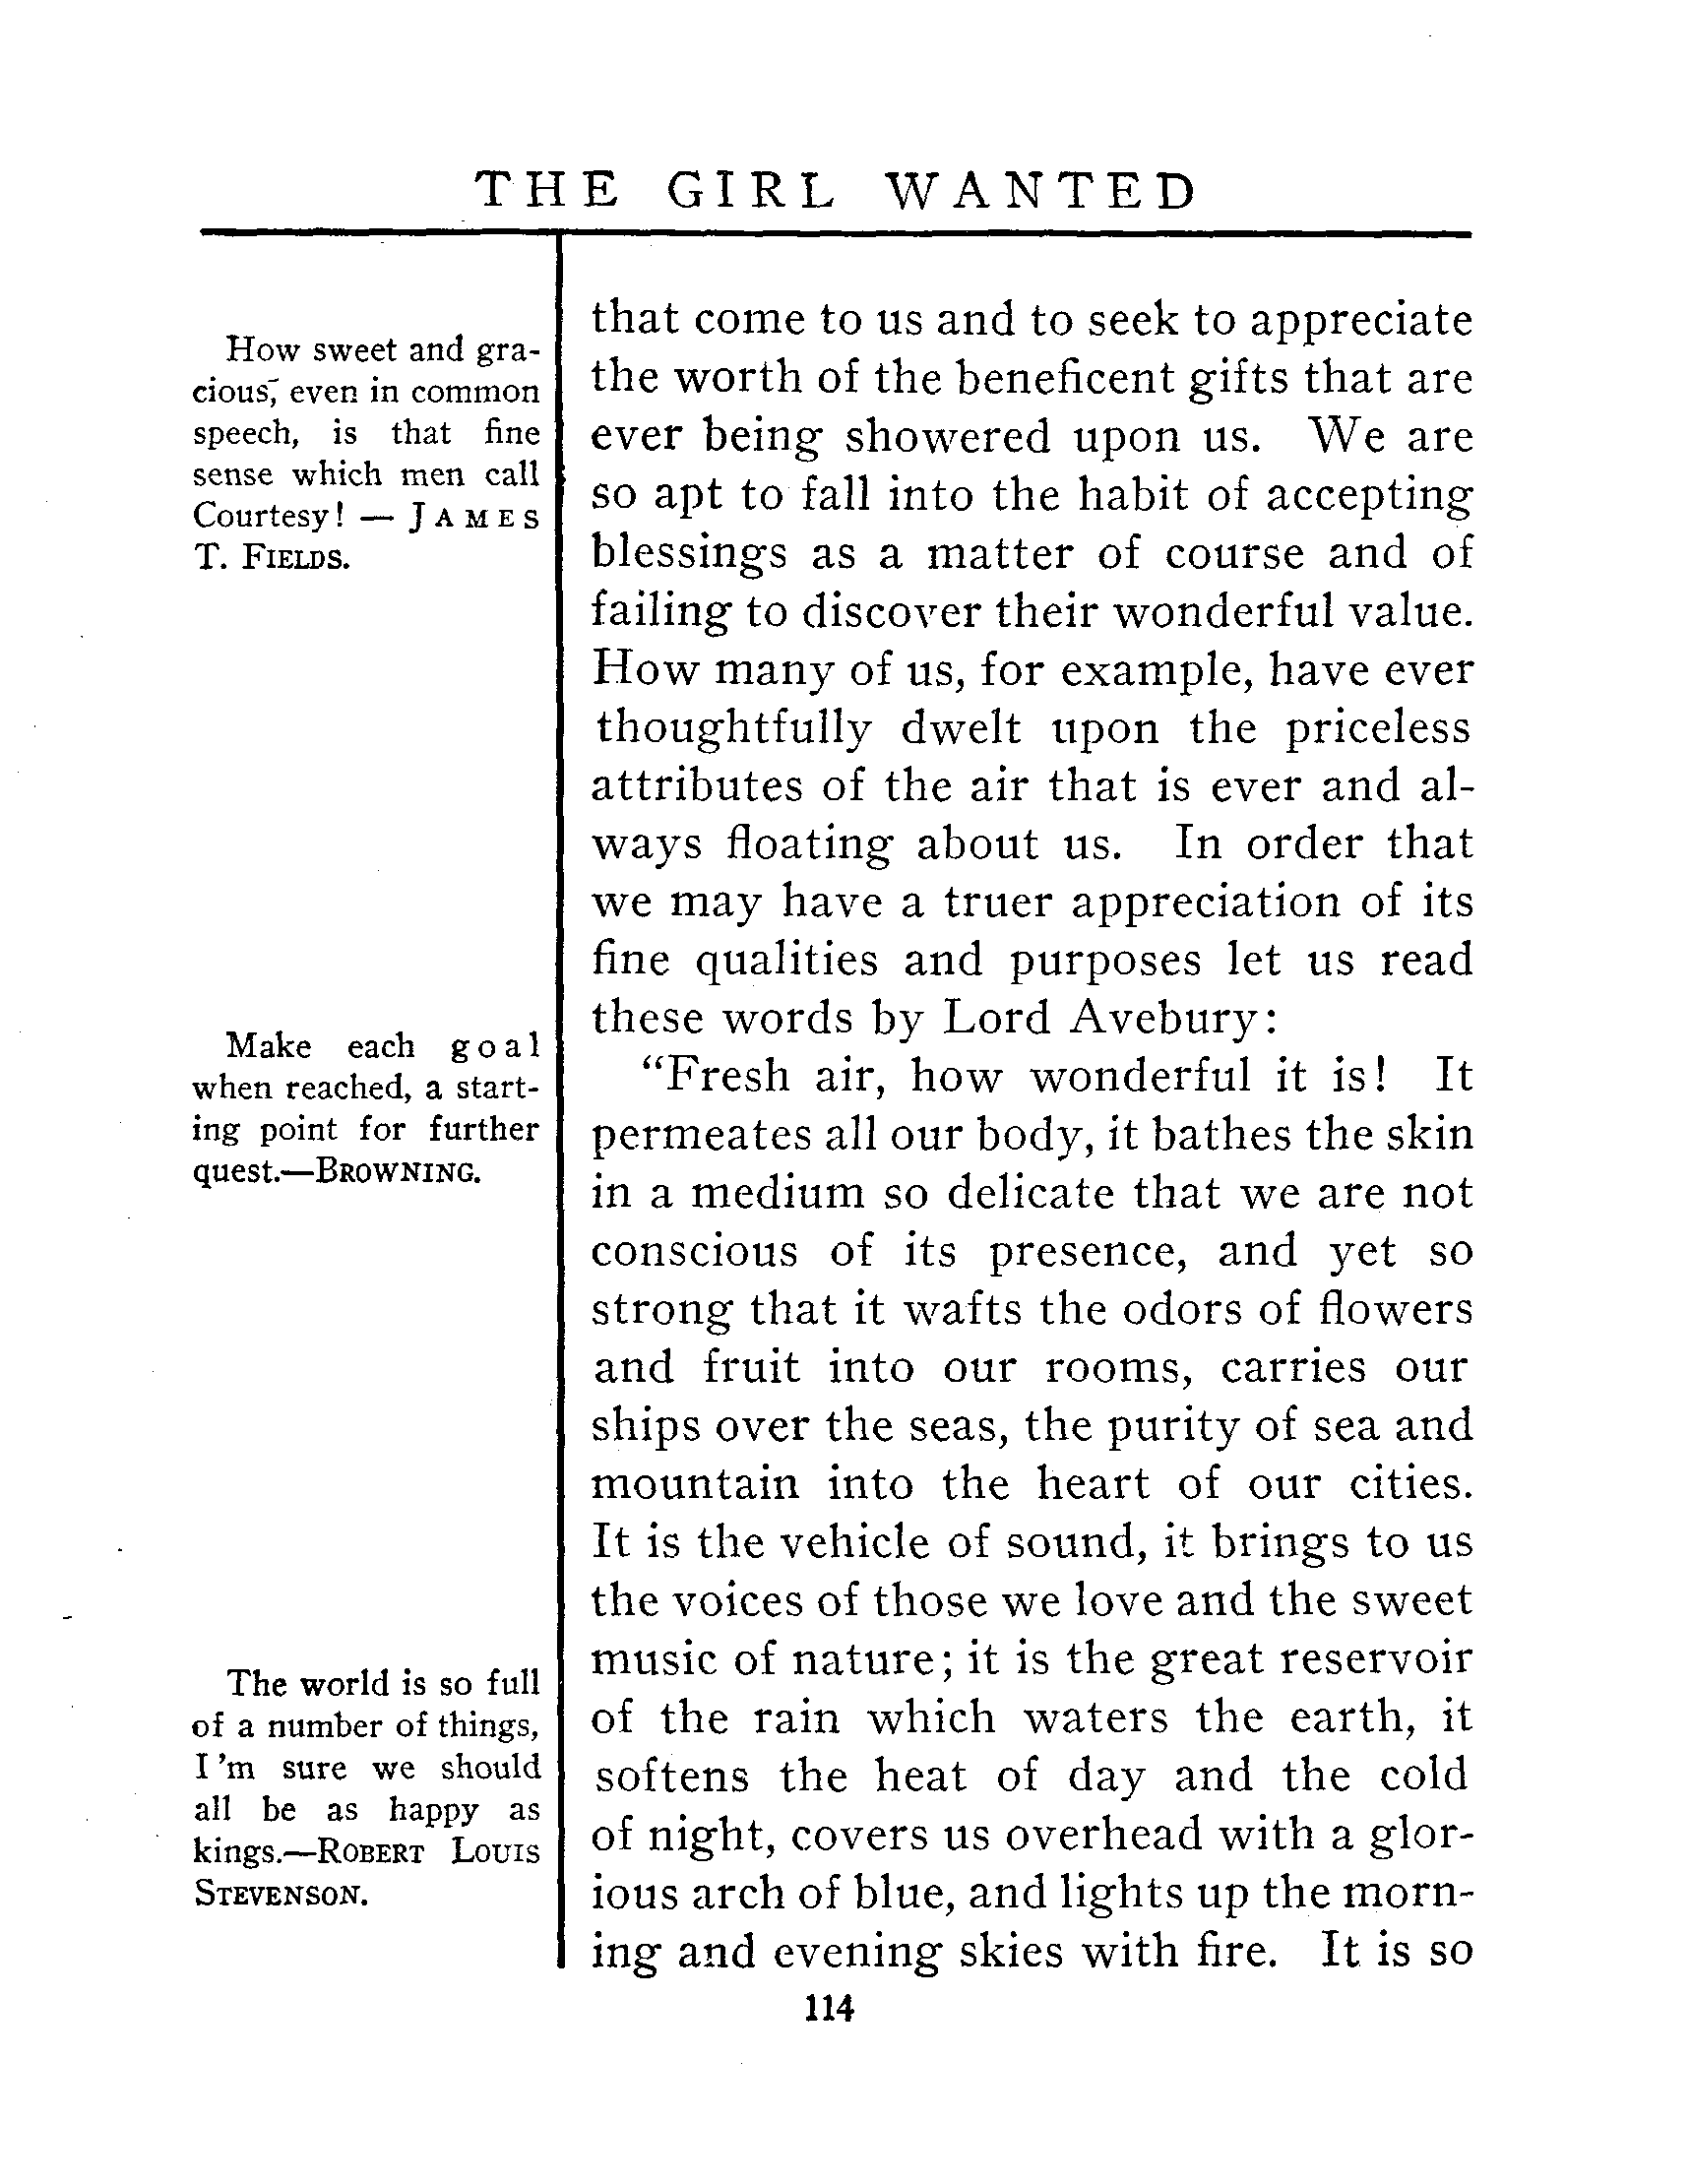 THE GIRL WANTED
How sweet and gra-
cious, even in common
speech, is that fine
sense which men call
Courtesy! — JAMES
T. FIELDS.
Make each goal
when reached, a start-
ing point for further
quest.—BROWNING.
The world is so full
of a number of things,
I 'm sure we should
all be as happy as
kings.—ROBERT LOUIS
STEVENSON.
that come to us and to seek to appreciate
the worth of the beneficent gifts that are
ever being showered upon us. We are
so apt to fall into the habit of accepting
blessings as a matter of course and of
failing to discover their wonderful value.
How many of us, for example, have ever
thoughtfully dwelt upon the priceless
attributes of the air that is ever and al-
ways floating about us. In order that
we may have a truer appreciation of its
fine qualities and purposes let us read
these words by Lord Avebury:
"Fresh air, how wonderful it is! It
permeates all our body, it bathes the skin
in a medium so delicate that we are not
conscious of its presence, and yet so
strong that it wafts the odors of flowers
and fruit into our rooms, carries our
ships over the seas, the purity of sea and
mountain into the heart of our cities.
It is the vehicle of sound, it brings to us
the voices of those we love and the sweet
music of nature; it is the great reservoir
of the rain which waters the earth, it
softens the heat of day and the cold
of night, covers us overhead with a glor-
ious arch of blue, and lights up the morn-
ing and evening skies with fire. It is so
114